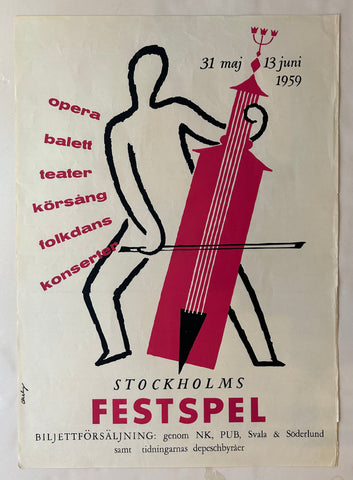 31 maj 13 juni
1959
opera
balett
teater
körsång
folkdans
konserter
STOCKHOLMS
FESTSPEL
BILJETTFÖRSÄLJNING: genom NK, PUB, Svala & Söderlund
samt tidningarnas depeschbyråer